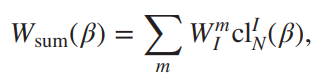 W_sum(β) = ∑_m W_I^m cl_N^I(β),